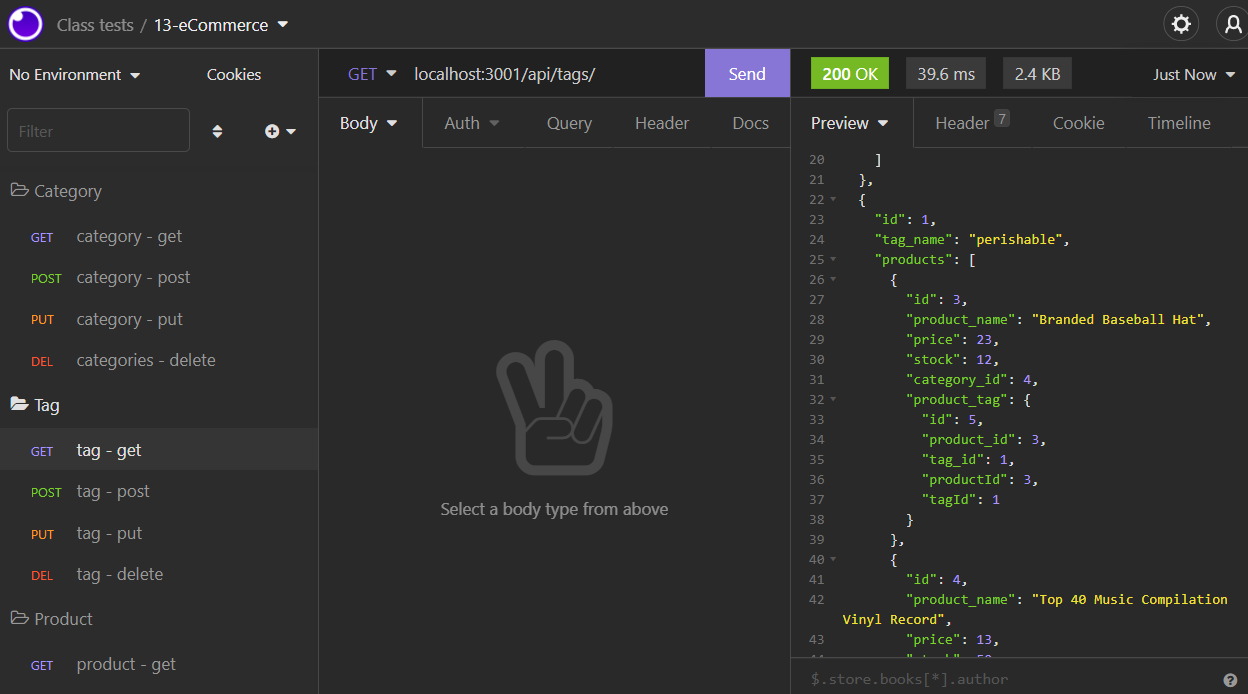 Class tests / 13-eCommerce
No Environment
Cookies
Filter
Category
GET category - get
POST category - post
PUT category - put
DEL categories - delete
Tag
GET tag - get
POST tag - post
PUT tag - put
DEL tag - delete
Product
GET product - get
GET localhost:3001/api/tags/ Send
Body Auth Query Header Docs
Select a body type from above
200 OK 39.6 ms 2.4 KB Just Now
Preview Header 7 Cookie Timeline
20 ]
21 },
22 {
23 "id": 1,
24 "tag_name": "perishable",
25 "products": [
26 {
27 "id": 3,
28 "product_name": "Branded Baseball Hat",
29 "price": 23,
30 "stock": 12,
31 "category_id": 4,
32 "product_tag": {
33 "id": 5,
34 "product_id": 3,
35 "tag_id": 1,
36 "productId": 3,
37 "tagId": 1
38 }
39 },
40 {
41 "id": 4,
42 "product_name": "Top 40 Music Compilation
Vinyl Record",
43 "price": 13,
$.store.books[*].author